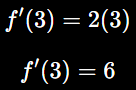 f′(3) = 2(3)
f′(3) = 6